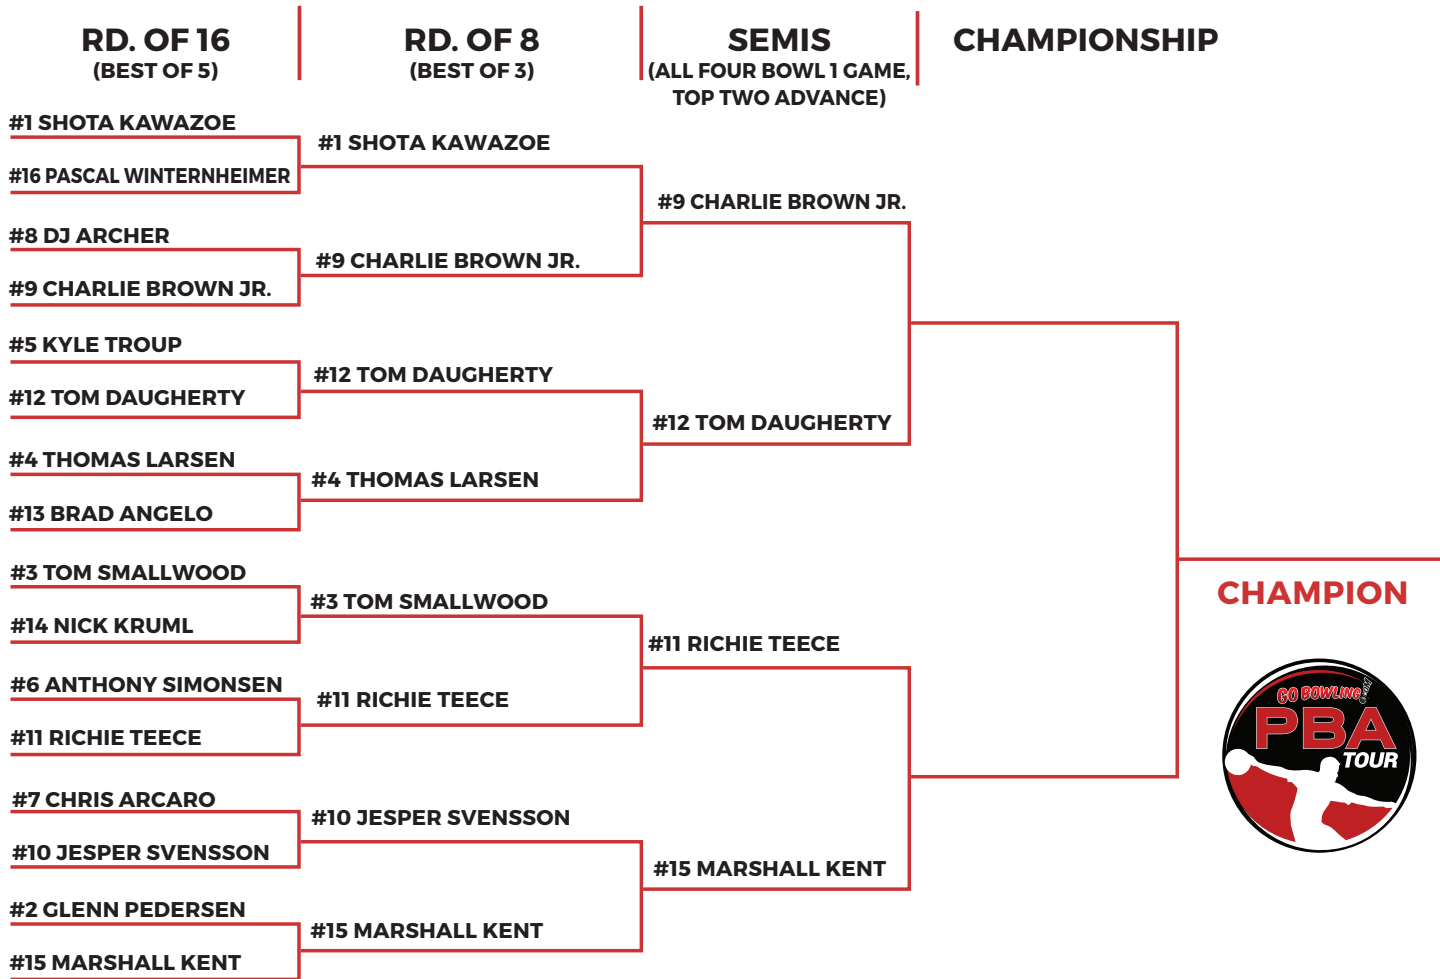 RD. OF 16
(BEST OF 5)
RD. OF 8
(BEST OF 3)
SEMIS
(ALL FOUR BOWL 1 GAME,
TOP TWO ADVANCE)
CHAMPIONSHIP
#1 SHOTA KAWAZOE
#16 PASCAL WINTERNHEIMER
#8 DJ ARCHER
#9 CHARLIE BROWN JR.
#5 KYLE TROUP
#12 TOM DAUGHERTY
#4 THOMAS LARSEN
#13 BRAD ANGELO
#3 TOM SMALLWOOD
#14 NICK KRUML
#6 ANTHONY SIMONSEN
#11 RICHIE TEECE
#7 CHRIS ARCARO
#10 JESPER SVENSSON
#2 GLENN PEDERSEN
#15 MARSHALL KENT
#1 SHOTA KAWAZOE
#9 CHARLIE BROWN JR.
#12 TOM DAUGHERTY
#4 THOMAS LARSEN
#3 TOM SMALLWOOD
#11 RICHIE TEECE
#10 JESPER SVENSSON
#15 MARSHALL KENT
#9 CHARLIE BROWN JR.
#12 TOM DAUGHERTY
#11 RICHIE TEECE
#15 MARSHALL KENT
CHAMPION
GO BOWLING!
PBA
TOUR